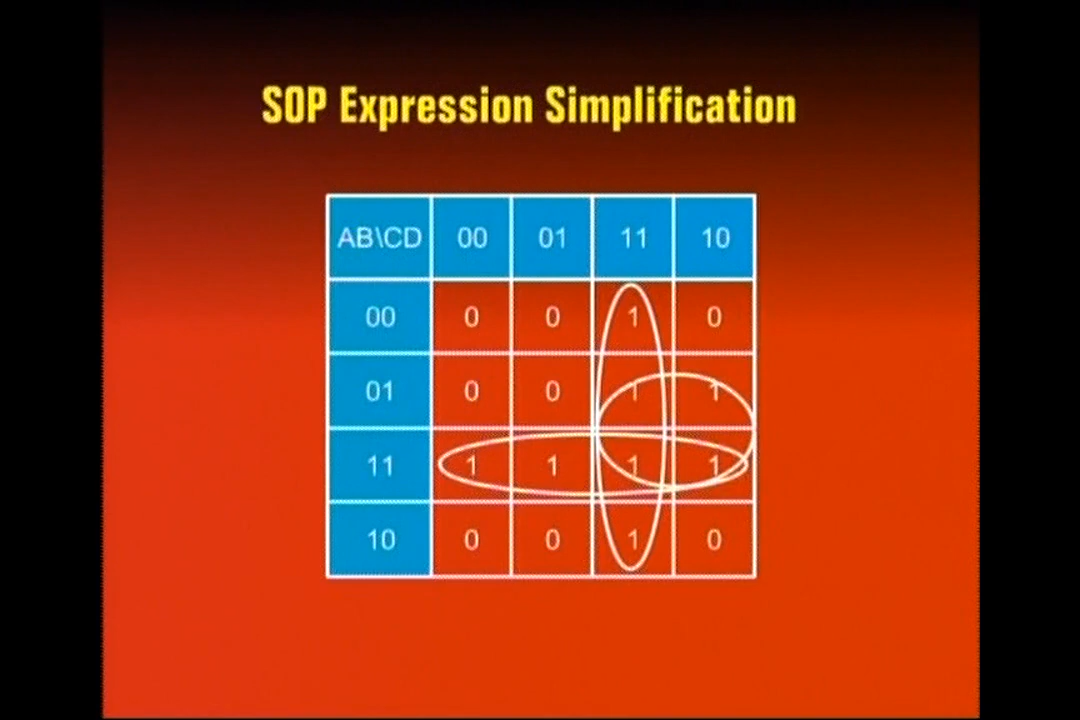 SOP Expression Simplification
AB\CD 00 01 11 10
00 0 0 1 0
01 0 0 1 1
11 1 1 1 1
10 0 0 1 0